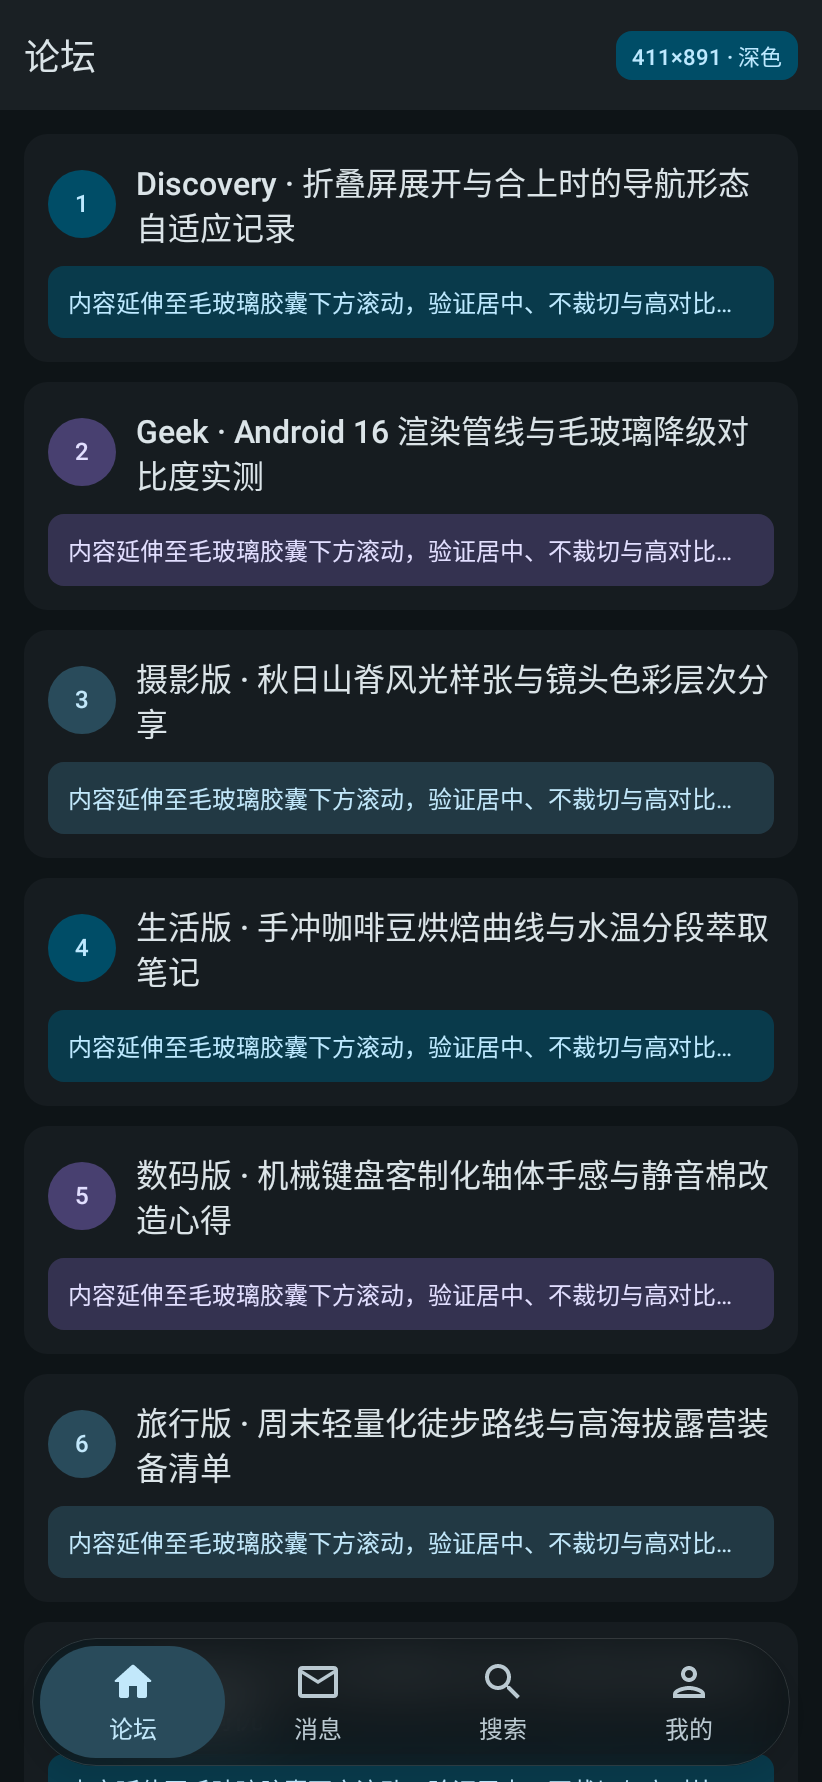 论坛
411×891 · 深色
1
Discovery · 折叠屏展开与合上时的导航形态
自适应记录
内容延伸至毛玻璃胶囊下方滚动，验证居中、不裁切与高对比…
2
Geek · Android 16 渲染管线与毛玻璃降级对
比度实测
内容延伸至毛玻璃胶囊下方滚动，验证居中、不裁切与高对比…
3
摄影版 · 秋日山脊风光样张与镜头色彩层次分
享
内容延伸至毛玻璃胶囊下方滚动，验证居中、不裁切与高对比…
4
生活版 · 手冲咖啡豆烘焙曲线与水温分段萃取
笔记
内容延伸至毛玻璃胶囊下方滚动，验证居中、不裁切与高对比…
5
数码版 · 机械键盘客制化轴体手感与静音棉改
造心得
内容延伸至毛玻璃胶囊下方滚动，验证居中、不裁切与高对比…
6
旅行版 · 周末轻量化徒步路线与高海拔露营装
备清单
内容延伸至毛玻璃胶囊下方滚动，验证居中、不裁切与高对比…
论坛
消息
搜索
我的